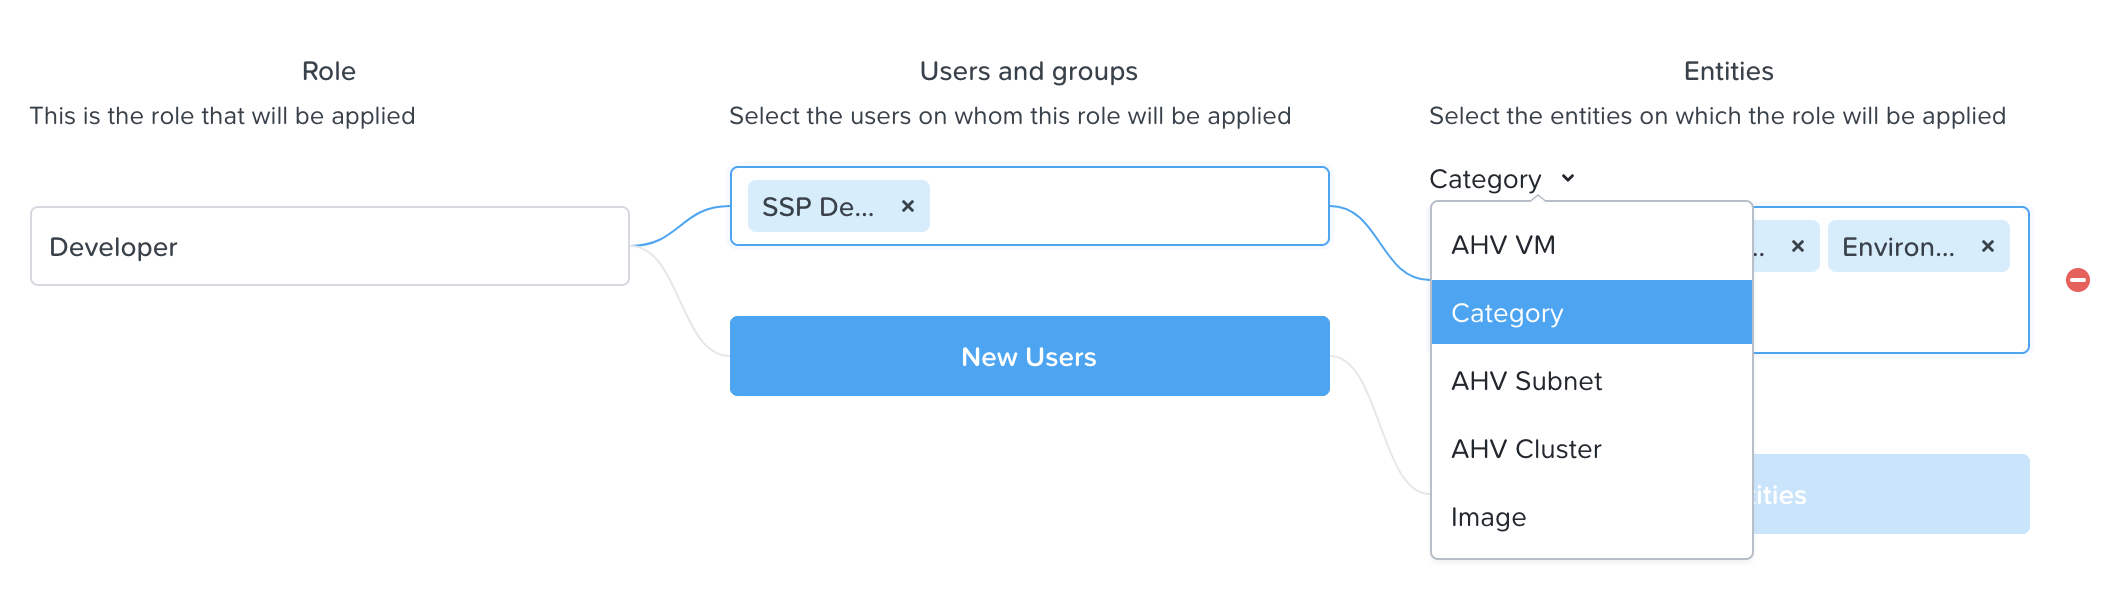 Role
This is the role that will be applied
Developer
Users and groups
Select the users on whom this role will be applied
SSP De... ×
New Users
Entities
Select the entities on which the role will be applied
Category
.. × Environ... ×
AHV VM
Category
AHV Subnet
AHV Cluster
Image